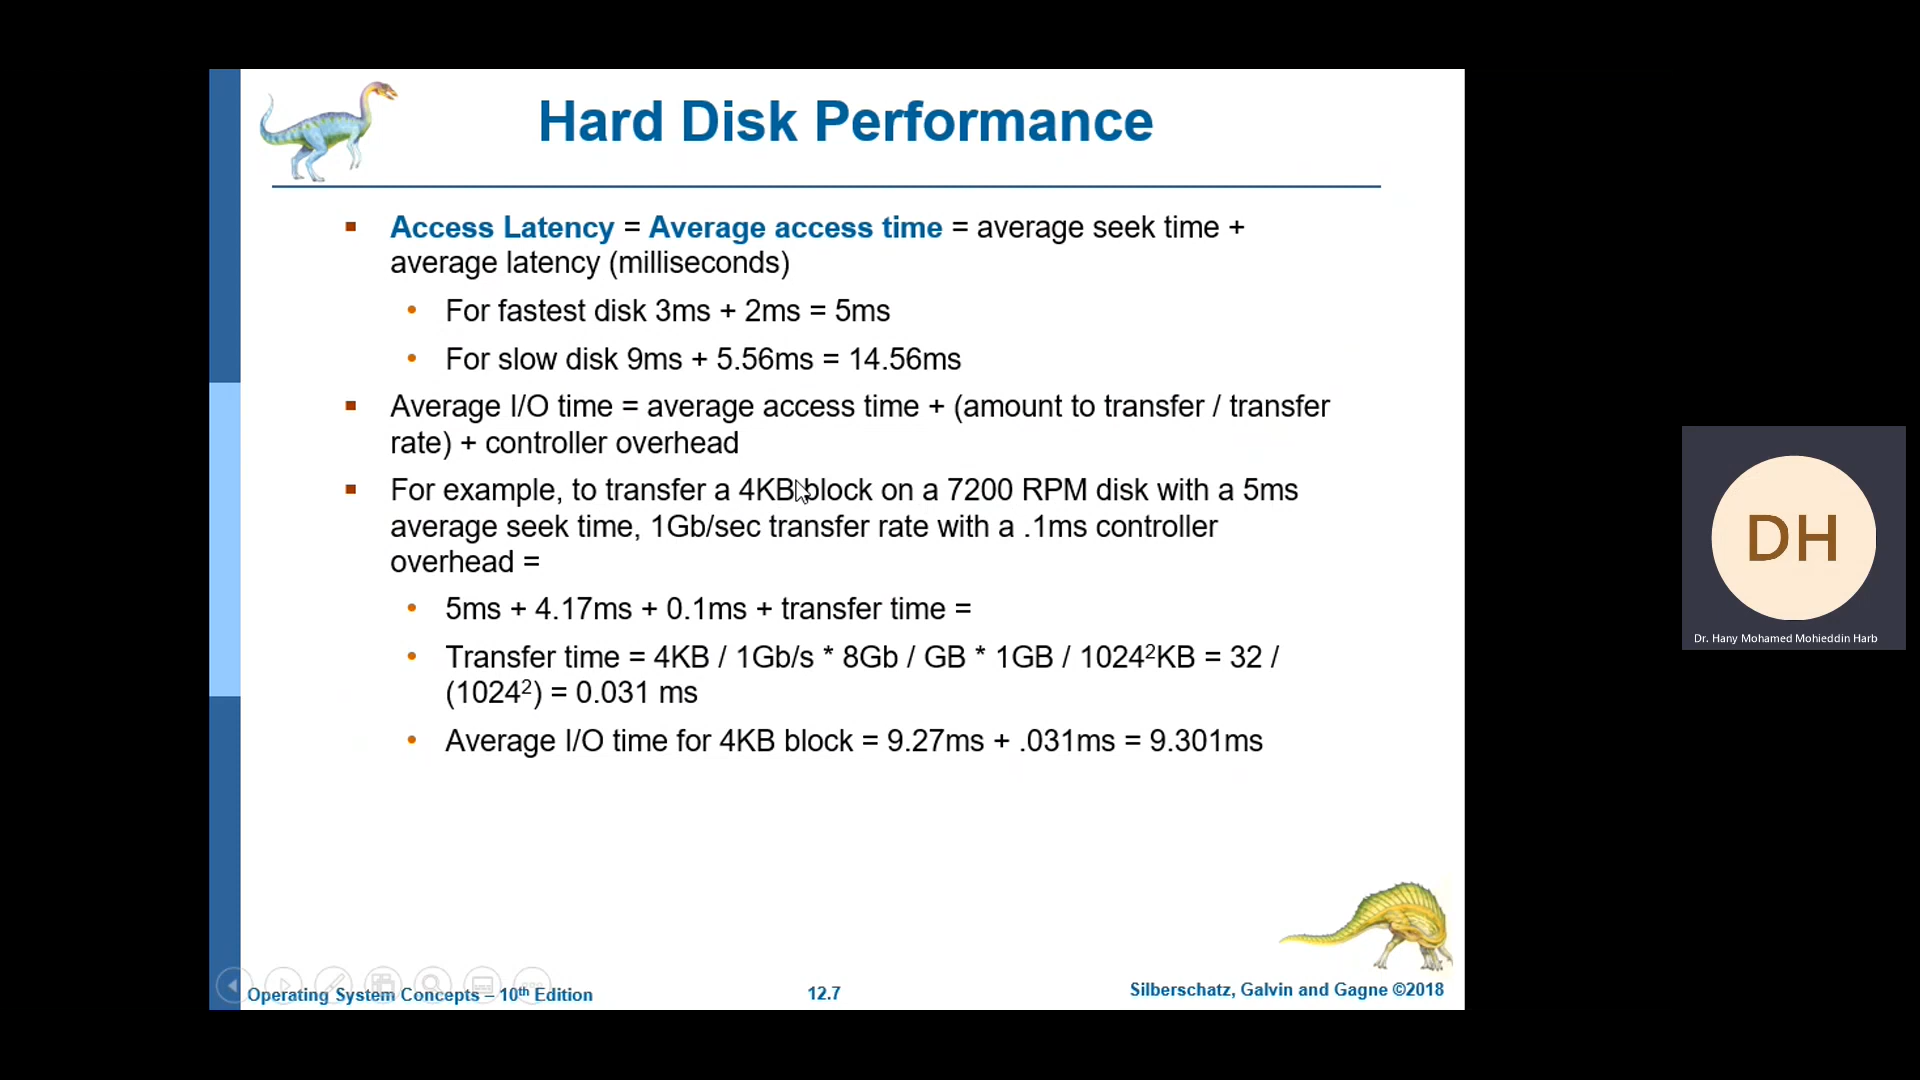 Hard Disk Performance
Access Latency = Average access time = average seek time +
average latency (milliseconds)
For fastest disk 3ms + 2ms = 5ms
For slow disk 9ms + 5.56ms = 14.56ms
Average I/O time = average access time + (amount to transfer / transfer
rate) + controller overhead
For example, to transfer a 4KB block on a 7200 RPM disk with a 5ms
average seek time, 1Gb/sec transfer rate with a .1ms controller
overhead =
5ms + 4.17ms + 0.1ms + transfer time =
Transfer time = 4KB / 1Gb/s * 8Gb / GB * 1GB / 1024²KB = 32 /
(1024²) = 0.031 ms
Average I/O time for 4KB block = 9.27ms + .031ms = 9.301ms
DH
Dr. Hany Mohamed Mohieddin Harb
Operating System Concepts – 10th Edition
12.7
Silberschatz, Galvin and Gagne ©2018